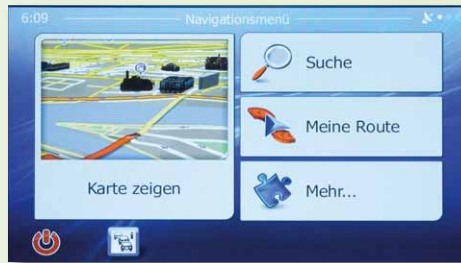 6:09
Navigationsmenü
Suche
Meine Route
Karte zeigen
Mehr...